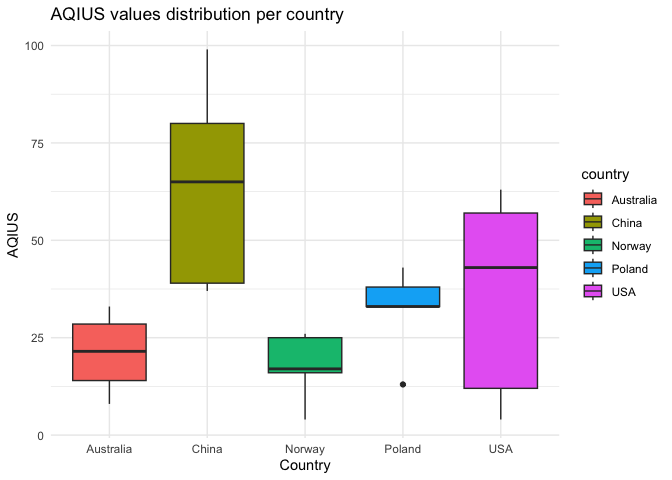 AQIUS values distribution per country
100
75
50
25
0
AQIUS
Australia
China
Norway
Poland
USA
Country
country
Australia
China
Norway
Poland
USA